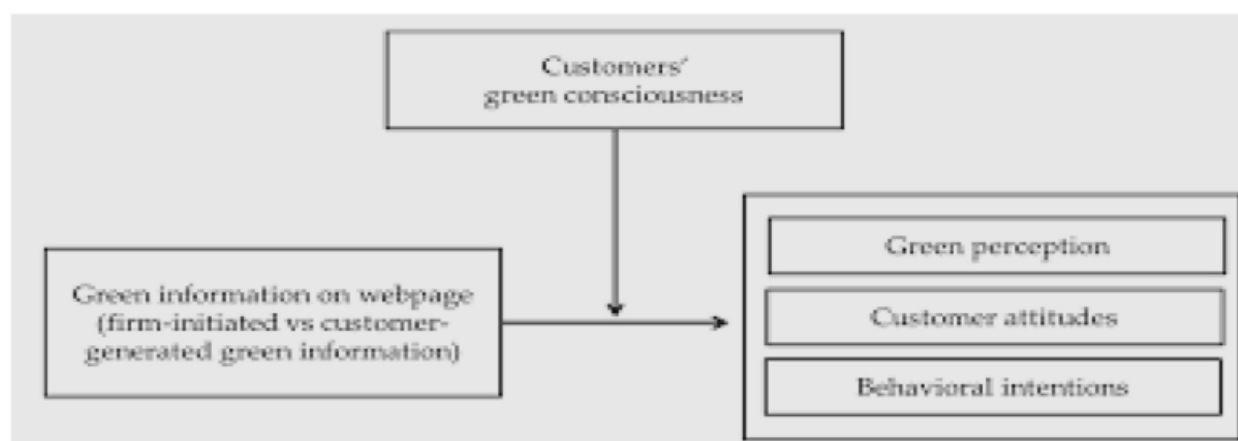 Customers'
green consciousness
Green information on webpage
(firm-initiated vs customer-
generated green information)
Green perception
Customer attitudes
Behavioral intentions